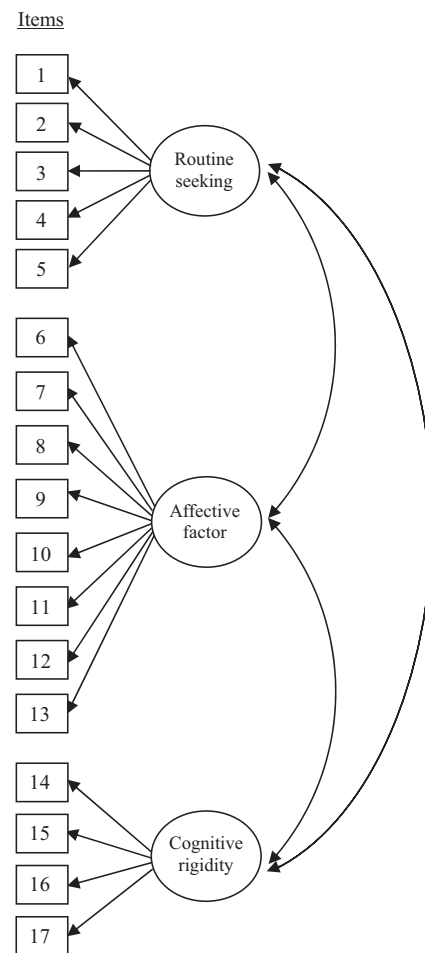 Items
1
2
3
4
5
Routine
seeking
6
7
8
9
10
11
12
13
Affective
factor
14
15
16
17
Cognitive
rigidity